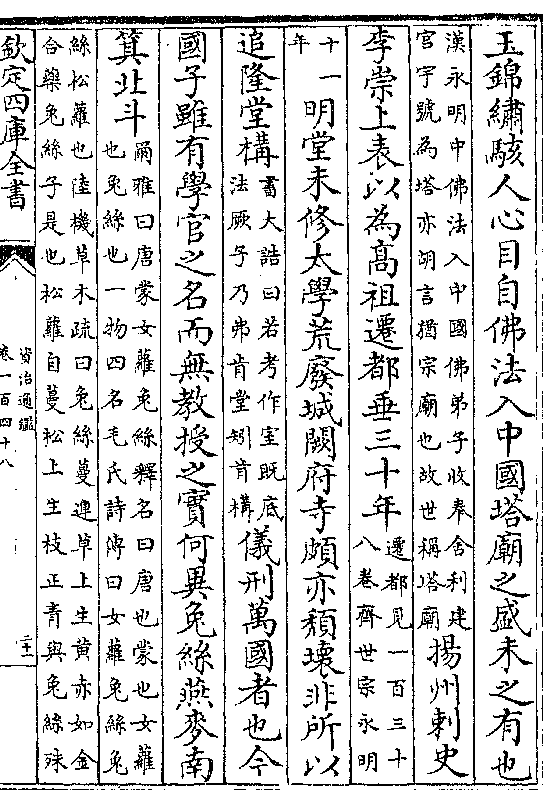 玉錦繡駭人心目自佛法入中國塔廟之盛未之有也
漢永明中佛法入中國佛弟子收奉舍利建
宮宇號為塔亦胡言猶宗廟也故世稱塔廟
揚州刺史
李崇上表以為髙祖遷都垂三十年
遷都見一百三十
八卷齊世宗永明
十一
年
明堂未修太學荒廢城闕府寺頗亦頹壞非所以
追隆堂構
書大誥曰若考作室既底
法厥子乃弗肯堂矧肯構
儀刑萬國者也今
國子雖有學官之名而無教授之實何異兔絲燕麥南
箕北斗
爾雅曰唐蒙女蘿兔絲釋名曰唐也蒙也女蘿
也兔絲也一物四名毛氏詩傳曰女蘿兔絲兔
絲松蘿也陸機草木疏曰兔絲蔓連草上生黄赤如金
合藥兔絲子是也松蘿自蔓松上生枝正青與兔絲殊
欽定四庫全書
資治通鑑
卷一百四十八
二十一